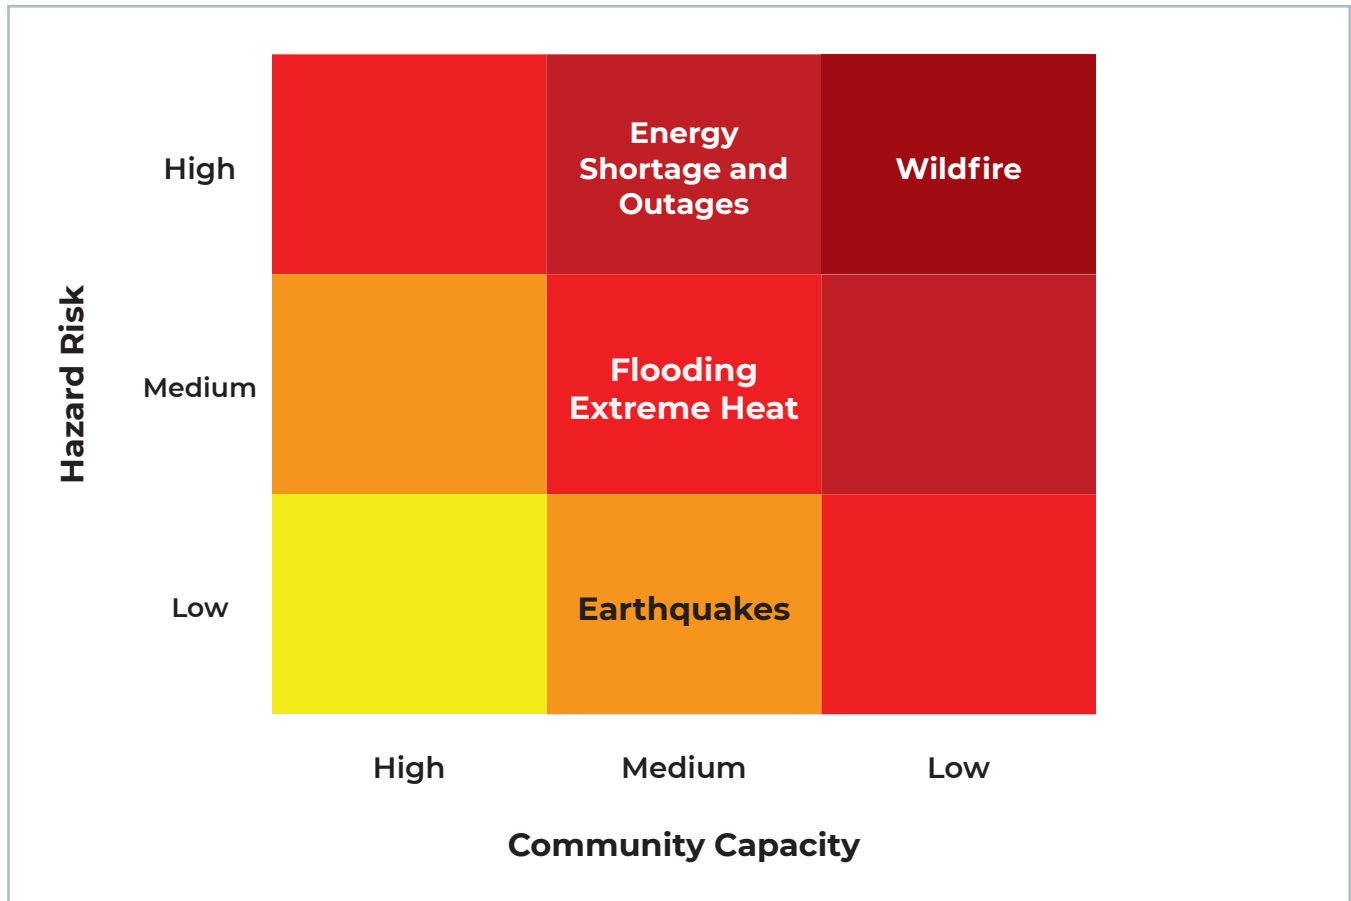 Hazard Risk
High
Energy
Shortage and
Outages
Wildfire
Medium
Flooding
Extreme Heat
Low
Earthquakes
High
Medium
Low
Community Capacity